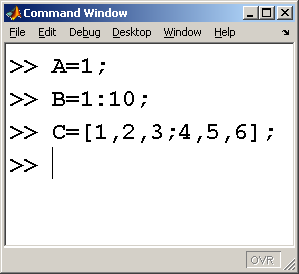 Command Window
File Edit Debug Desktop Window Help
>> A=1;
>> B=1:10;
>> C=[1,2,3;4,5,6];
>>
OVR